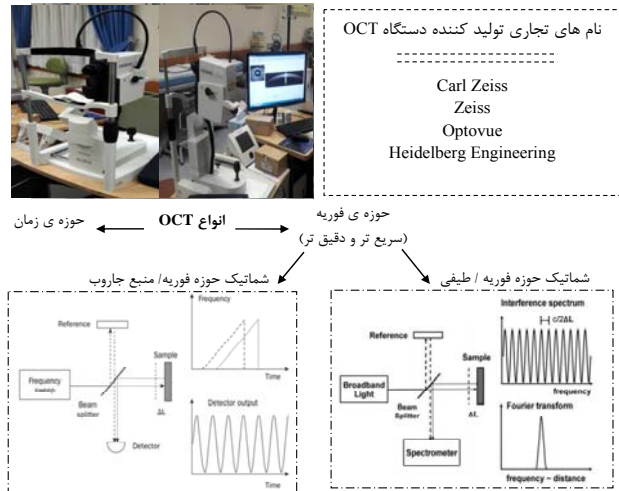 نام های تجاری تولید کننده دستگاه OCT
Carl Zeiss
Zeiss
Optovue
Heidelberg Engineering
حوزه ی زمان
انواع OCT
حوزه ی فوریه
(سریع تر و دقیق تر)
شماتیک حوزه فوریه/ منبع جاروب
شماتیک حوزه فوریه / طیفی
Reference
Sample
Frequency
Beam
splitter
ΔL
Detector
Frequency
Time
Detector output
Time
Reference
Sample
Broadband
Light
Beam
Splitter
ΔL
Spectrometer
Interference spectrum
c/2ΔL
frequency
Fourier transform
frequency ~ distance